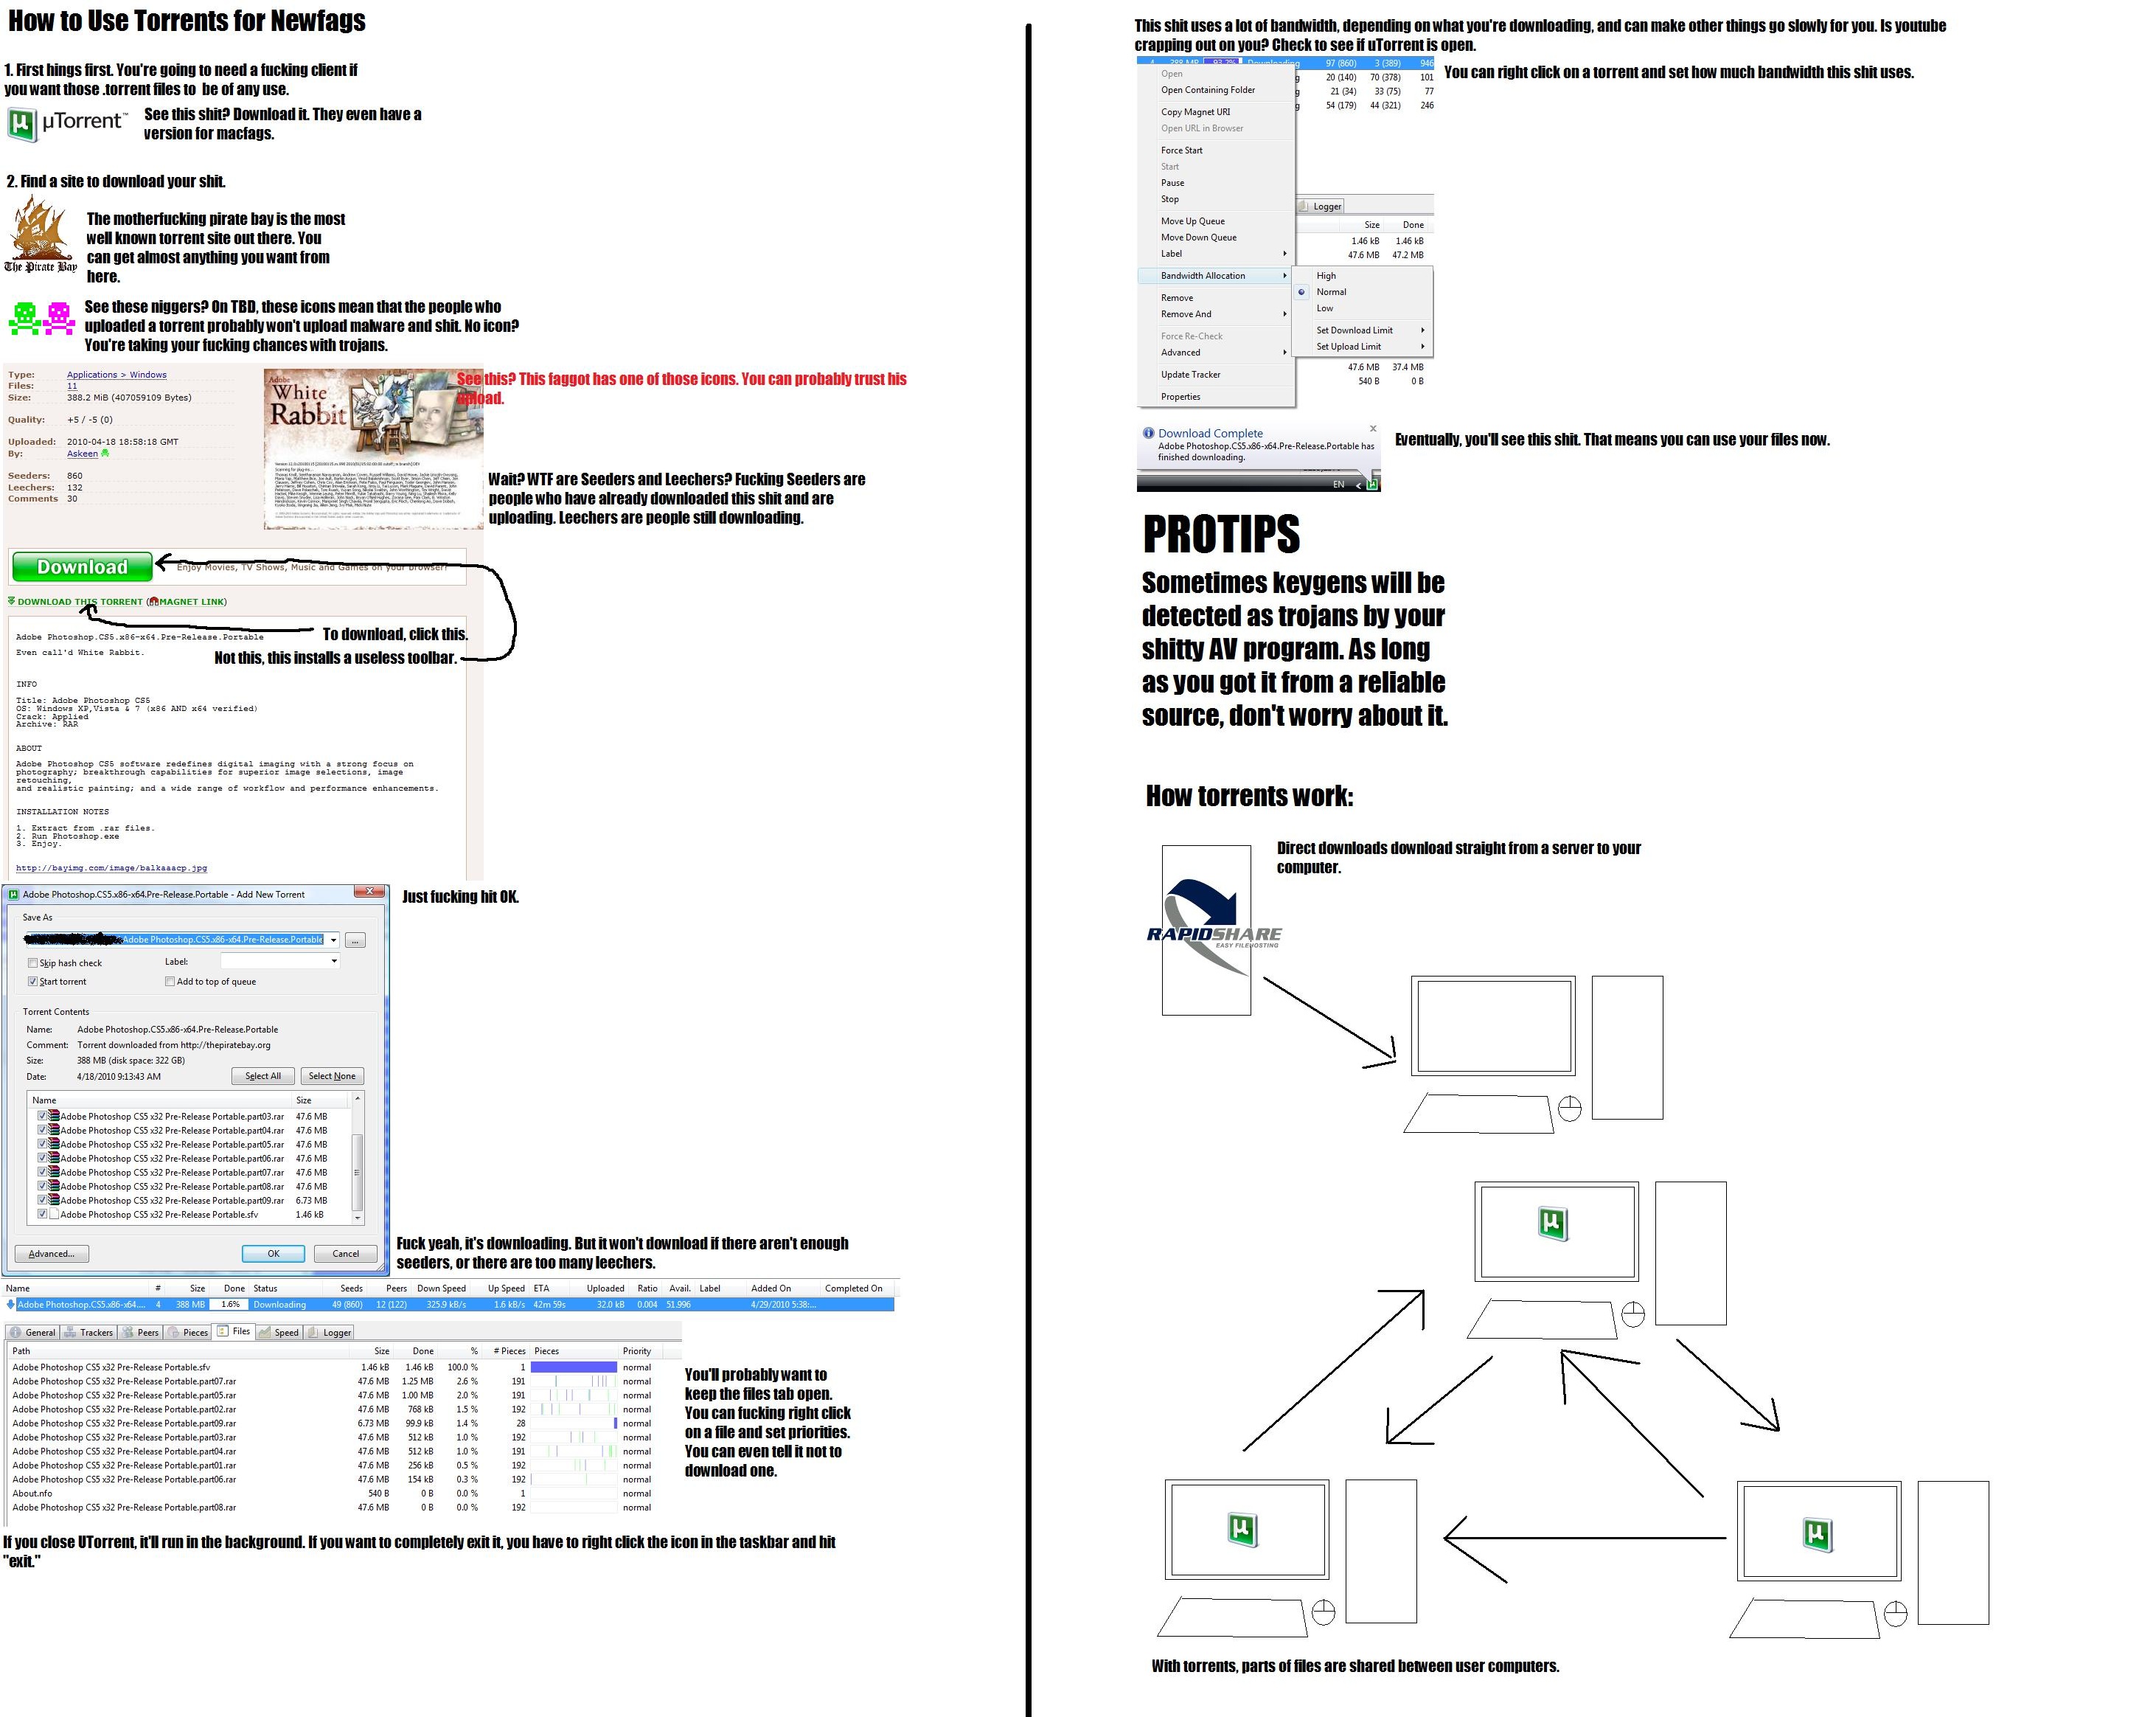 How to Use Torrents for Newfags
1. First hings first. You're going to need a fucking client if
you want those .torrent files to be of any use.
µTorrent™
See this shit? Download it. They even have a
version for macfags.
2. Find a site to download your shit.
The Pirate Bay
The motherfucking pirate bay is the most
well known torrent site out there. You
can get almost anything you want from
here.
See these niggers? On TBD, these icons mean that the people who
uploaded a torrent probably won't upload malware and shit. No icon?
You're taking your fucking chances with trojans.
Type: Applications > Windows
Files: 11
Size: 388.2 MiB (407059109 Bytes)
Quality: +5 / -5 (0)
Uploaded: 2010-04-18 18:58:18 GMT
By: Askeen
Seeders: 860
Leechers: 132
Comments 30
Adobe
White
Rabbit
See this? This faggot has one of those icons. You can probably trust his
upload.
Wait? WTF are Seeders and Leechers? Fucking Seeders are
people who have already downloaded this shit and are
uploading. Leechers are people still downloading.
Download
Enjoy Movies, TV Shows, Music and Games on your browser!
DOWNLOAD THIS TORRENT (MAGNET LINK)
To download, click this.
Not this, this installs a useless toolbar.
Adobe Photoshop.CS5.x86-x64.Pre-Release.Portable
Even call'd White Rabbit.
INFO
Title: Adobe Photoshop CS5
OS: Windows XP,Vista & 7 (x86 AND x64 verified)
Crack: Applied
Archive: RAR
ABOUT
Adobe Photoshop CS5 software redefines digital imaging with a strong focus on
photography; breakthrough capabilities for superior image selections, image
retouching,
and realistic painting; and a wide range of workflow and performance enhancements.
INSTALLATION NOTES
1. Extract from .rar files.
2. Run Photoshop.exe
3. Enjoy.
http://bayimg.com/image/balkaaacp.jpg
Adobe Photoshop.CS5.x86-x64.Pre-Release.Portable - Add New Torrent
Just fucking hit OK.
Save As
Adobe Photoshop.CS5.x86-x64.Pre-Release.Portable ...
Skip hash check Label:
Start torrent Add to top of queue
Torrent Contents
Name: Adobe Photoshop.CS5.x86-x64.Pre-Release.Portable
Comment: Torrent downloaded from http://thepiratebay.org
Size: 388 MB (disk space: 322 GB)
Date: 4/18/2010 9:13:43 AM Select All Select None
Name Size
Adobe Photoshop CS5 x32 Pre-Release Portable.part03.rar 47.6 MB
Adobe Photoshop CS5 x32 Pre-Release Portable.part04.rar 47.6 MB
Adobe Photoshop CS5 x32 Pre-Release Portable.part05.rar 47.6 MB
Adobe Photoshop CS5 x32 Pre-Release Portable.part06.rar 47.6 MB
Adobe Photoshop CS5 x32 Pre-Release Portable.part07.rar 47.6 MB
Adobe Photoshop CS5 x32 Pre-Release Portable.part08.rar 47.6 MB
Adobe Photoshop CS5 x32 Pre-Release Portable.part09.rar 6.73 MB
Adobe Photoshop CS5 x32 Pre-Release Portable.sfv 1.46 kB
Advanced... OK Cancel
Fuck yeah, it's downloading. But it won't download if there aren't enough
seeders, or there are too many leechers.
Name # Size Done Status Seeds Peers Down Speed Up Speed ETA Uploaded Ratio Avail. Label Added On Completed On
Adobe Photoshop.CS5.x86-x64.... 4 388 MB 1.6% Downloading 49 (860) 12 (122) 325.9 kB/s 1.6 kB/s 42m 59s 32.0 kB 0.004 51.996 4/29/2010 5:38:...
General Trackers Peers Pieces Files Speed Logger
Path Size Done % # Pieces Pieces Priority
Adobe Photoshop CS5 x32 Pre-Release Portable.sfv 1.46 kB 1.46 kB 100.0 % 1 normal
Adobe Photoshop CS5 x32 Pre-Release Portable.part07.rar 47.6 MB 1.25 MB 2.6 % 191 normal
Adobe Photoshop CS5 x32 Pre-Release Portable.part05.rar 47.6 MB 1.00 MB 2.0 % 191 normal
Adobe Photoshop CS5 x32 Pre-Release Portable.part02.rar 47.6 MB 768 kB 1.5 % 192 normal
Adobe Photoshop CS5 x32 Pre-Release Portable.part09.rar 6.73 MB 99.9 kB 1.4 % 28 normal
Adobe Photoshop CS5 x32 Pre-Release Portable.part03.rar 47.6 MB 512 kB 1.0 % 192 normal
Adobe Photoshop CS5 x32 Pre-Release Portable.part04.rar 47.6 MB 512 kB 1.0 % 191 normal
Adobe Photoshop CS5 x32 Pre-Release Portable.part01.rar 47.6 MB 256 kB 0.5 % 192 normal
Adobe Photoshop CS5 x32 Pre-Release Portable.part06.rar 47.6 MB 154 kB 0.3 % 192 normal
About.nfo 540 B 0 B 0.0 % 1 normal
Adobe Photoshop CS5 x32 Pre-Release Portable.part08.rar 47.6 MB 0 B 0.0 % 192 normal
You'll probably want to
keep the files tab open.
You can fucking right click
on a file and set priorities.
You can even tell it not to
download one.
If you close UTorrent, it'll run in the background. If you want to completely exit it, you have to right click the icon in the taskbar and hit
"exit."
This shit uses a lot of bandwidth, depending on what you're downloading, and can make other things go slowly for you. Is youtube
crapping out on you? Check to see if uTorrent is open.
4 388 MB 93.2% Downloading 97 (860) 3 (389) 946
g 20 (140) 70 (378) 101
g 21 (34) 33 (75) 77
g 54 (179) 44 (321) 246
You can right click on a torrent and set how much bandwidth this shit uses.
Open
Open Containing Folder
Copy Magnet URI
Open URL in Browser
Force Start
Start
Pause
Stop
Move Up Queue
Move Down Queue
Label
Bandwidth Allocation
Remove
Remove And
Force Re-Check
Advanced
Update Tracker
Properties
Logger
Size Done
1.46 kB 1.46 kB
47.6 MB 47.2 MB
High
Normal
Low
Set Download Limit
Set Upload Limit
47.6 MB 37.4 MB
540 B 0 B
Download Complete
Adobe Photoshop.CS5.x86-x64.Pre-Release.Portable has
finished downloading.
EN
Eventually, you'll see this shit. That means you can use your files now.
PROTIPS
Sometimes keygens will be
detected as trojans by your
shitty AV program. As long
as you got it from a reliable
source, don't worry about it.
How torrents work:
Direct downloads download straight from a server to your
computer.
RAPIDSHARE
EASY FILEHOSTING
µ
µ
µ
With torrents, parts of files are shared between user computers.